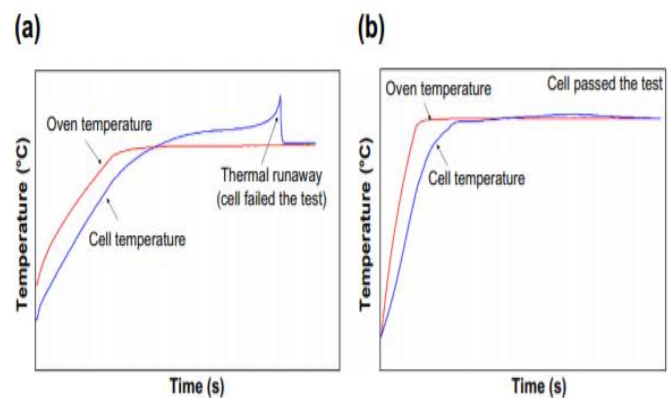 (a)
Oven temperature
Cell temperature
Thermal runaway
(cell failed the test)
Temperature (°C)
Time (s)
(b)
Oven temperature
Cell passed the test
Cell temperature
Temperature (°C)
Time (s)